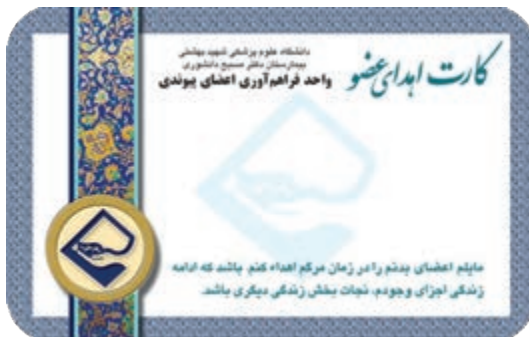 کارت اهدای عضو
دانشگاه علوم پزشکی شهید بهشتی
بیمارستان دکتر مسیح دانشوری
واحد فراهم‌آوری اعضای پیوندی
مایلم اعضای بدنم را در زمان مرگم اهداء کنم. باشد که ادامه
زندگی اجزای وجودم، نجات بخش زندگی دیگری باشد.